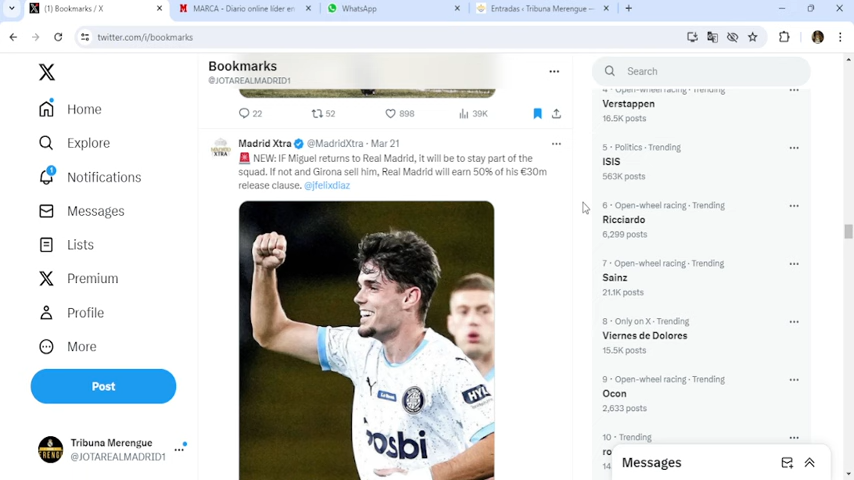 (1) Bookmarks / X
MARCA - Diario online líder en
WhatsApp
Entradas ‹ Tribuna Merengue —
twitter.com/i/bookmarks
Bookmarks
@JOTAREALMADRID1
Search
Home
Explore
1
Notifications
Messages
Lists
Premium
Profile
More
Post
Tribuna Merengue
@JOTAREALMADRID1
22
52
898
39K
MADRID XTRA
Madrid Xtra @MadridXtra · Mar 21
NEW: IF Miguel returns to Real Madrid, it will be to stay part of the
squad. If not and Girona sell him, Real Madrid will earn 50% of his €30m
release clause. @jfelixdiaz
HYL
osbi
4 · Open-wheel racing · Trending
Verstappen
16.5K posts
5 · Politics · Trending
ISIS
563K posts
6 · Open-wheel racing · Trending
Ricciardo
6,299 posts
7 · Open-wheel racing · Trending
Sainz
21.1K posts
8 · Only on X · Trending
Viernes de Dolores
15.5K posts
9 · Open-wheel racing · Trending
Ocon
2,633 posts
10 · Trending
Messages